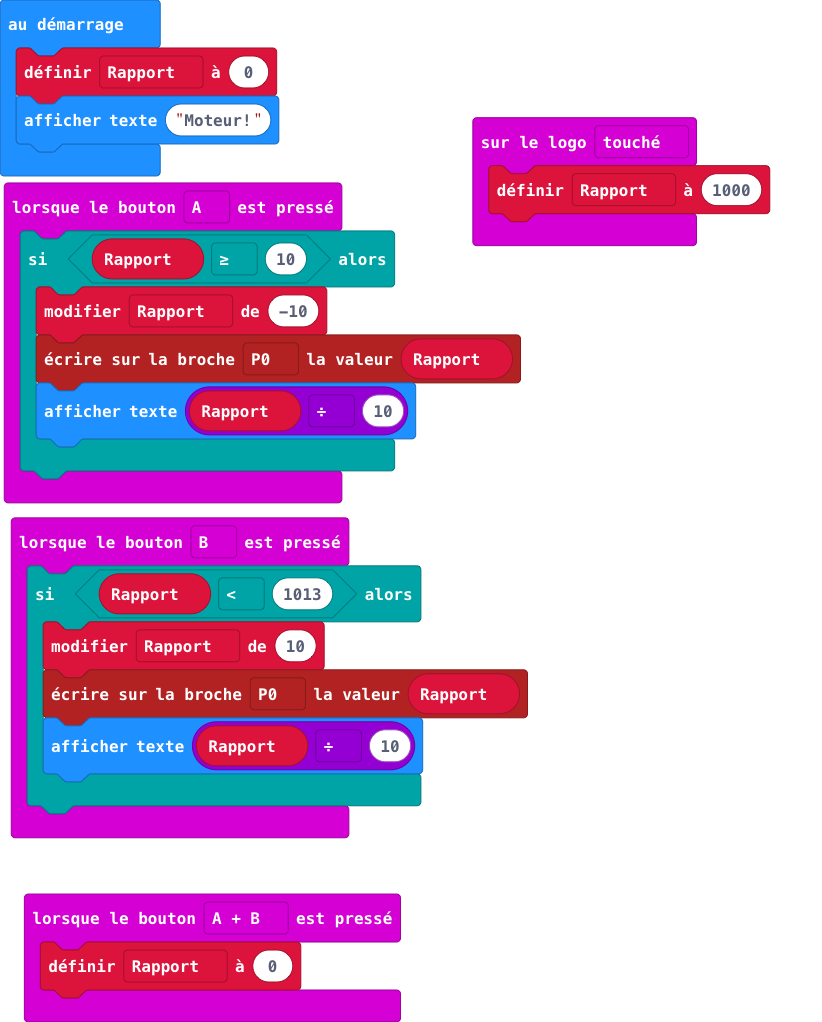 au démarrage
définir Rapport à 0
afficher texte "Moteur!"
sur le logo touché
définir Rapport à 1000
lorsque le bouton A est pressé
si Rapport ≥ 10 alors
modifier Rapport de -10
écrire sur la broche P0 la valeur Rapport
afficher texte Rapport ÷ 10
lorsque le bouton B est pressé
si Rapport < 1013 alors
modifier Rapport de 10
écrire sur la broche P0 la valeur Rapport
afficher texte Rapport ÷ 10
lorsque le bouton A + B est pressé
définir Rapport à 0